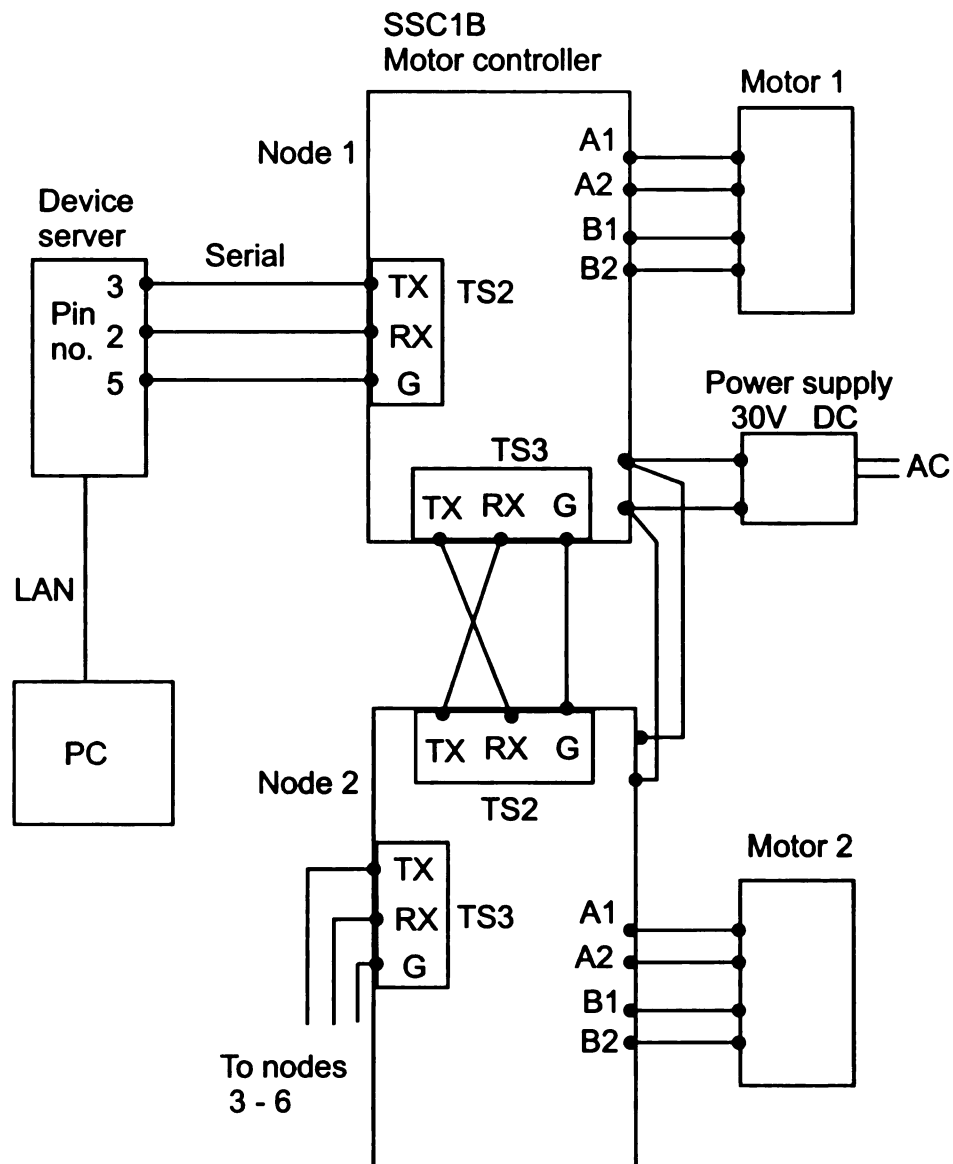 SSC1B
Motor controller
Motor 1
Node 1
A1
A2
B1
B2
Device
server
Serial
Pin
no.
3
2
5
TX
RX
G
TS2
Power supply
30V DC
AC
TS3
TX RX G
LAN
PC
TX RX G
TS2
Node 2
TX
RX
G
TS3
Motor 2
A1
A2
B1
B2
To nodes
3 - 6